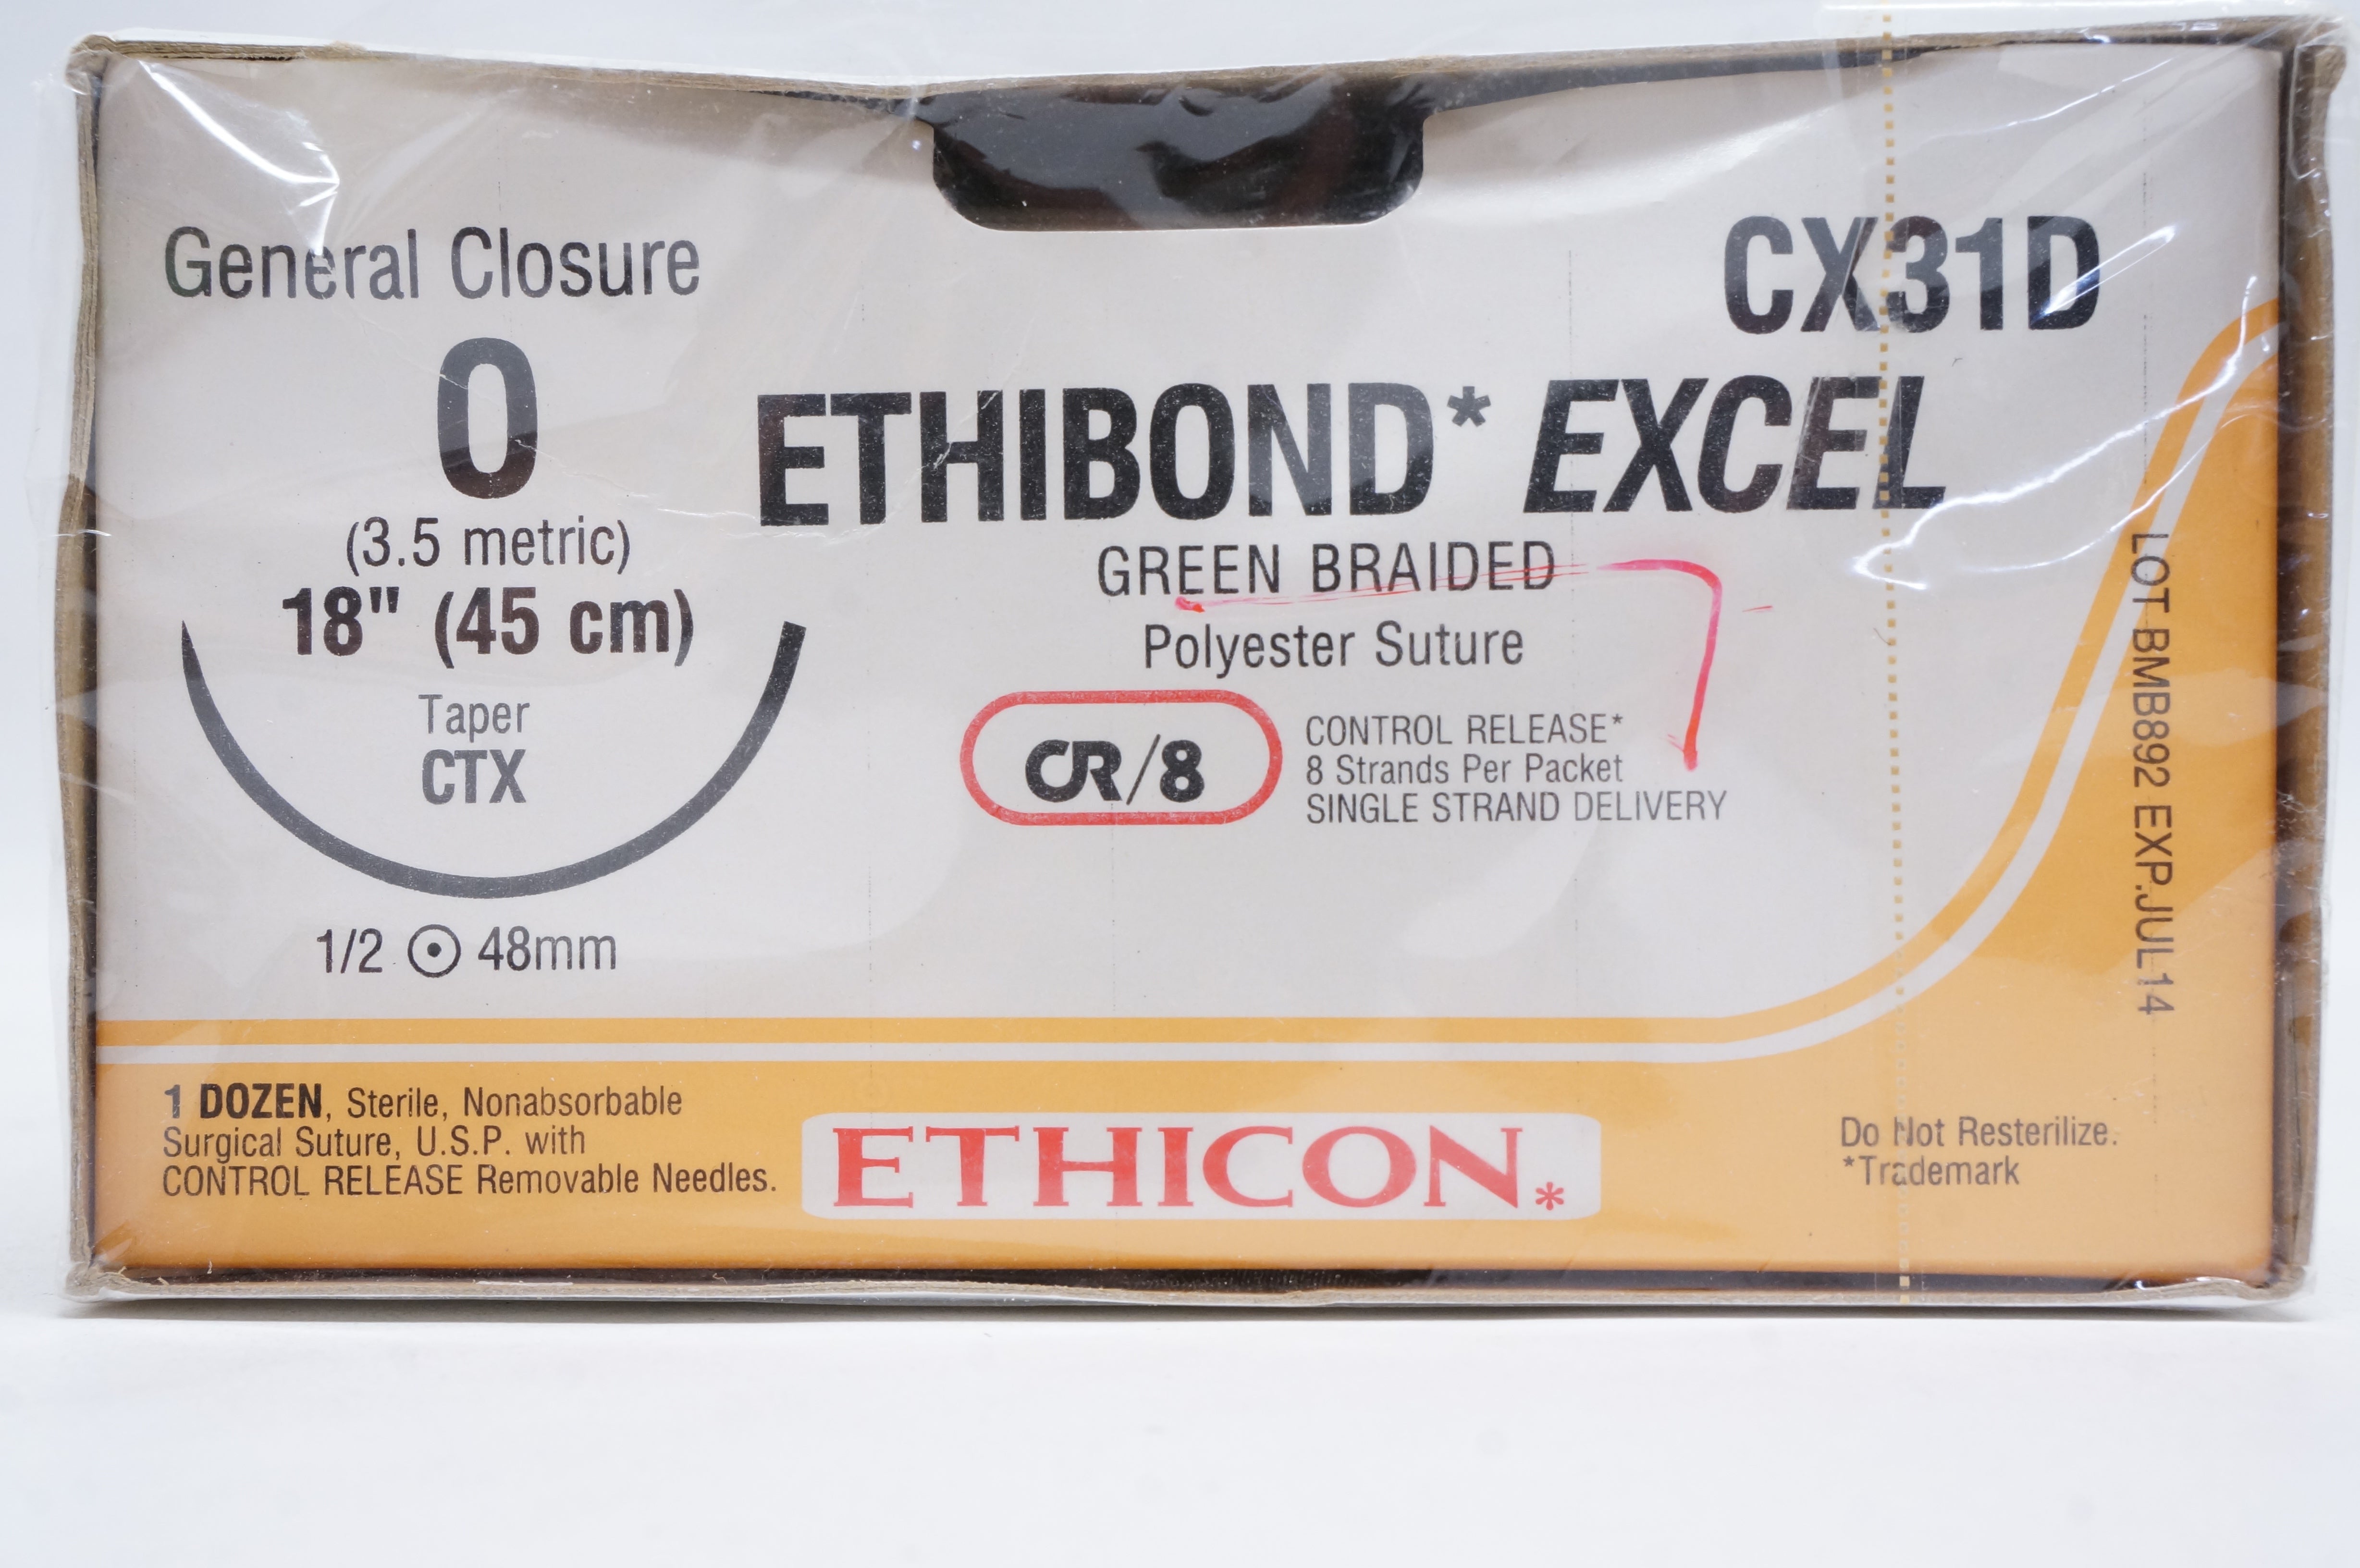 General Closure
0
(3.5 metric)
18" (45 cm)
Taper
CTX
1/2 48mm
CX31D
ETHIBOND* EXCEL
GREEN BRAIDED
Polyester Suture
CR/8
CONTROL RELEASE*
8 Strands Per Packet
SINGLE STRAND DELIVERY
LOT BMB892 EXP.JUL14
1 DOZEN, Sterile, Nonabsorbable
Surgical Suture, U.S.P. with
CONTROL RELEASE Removable Needles.
ETHICON*
Do Not Resterilize.
*Trademark